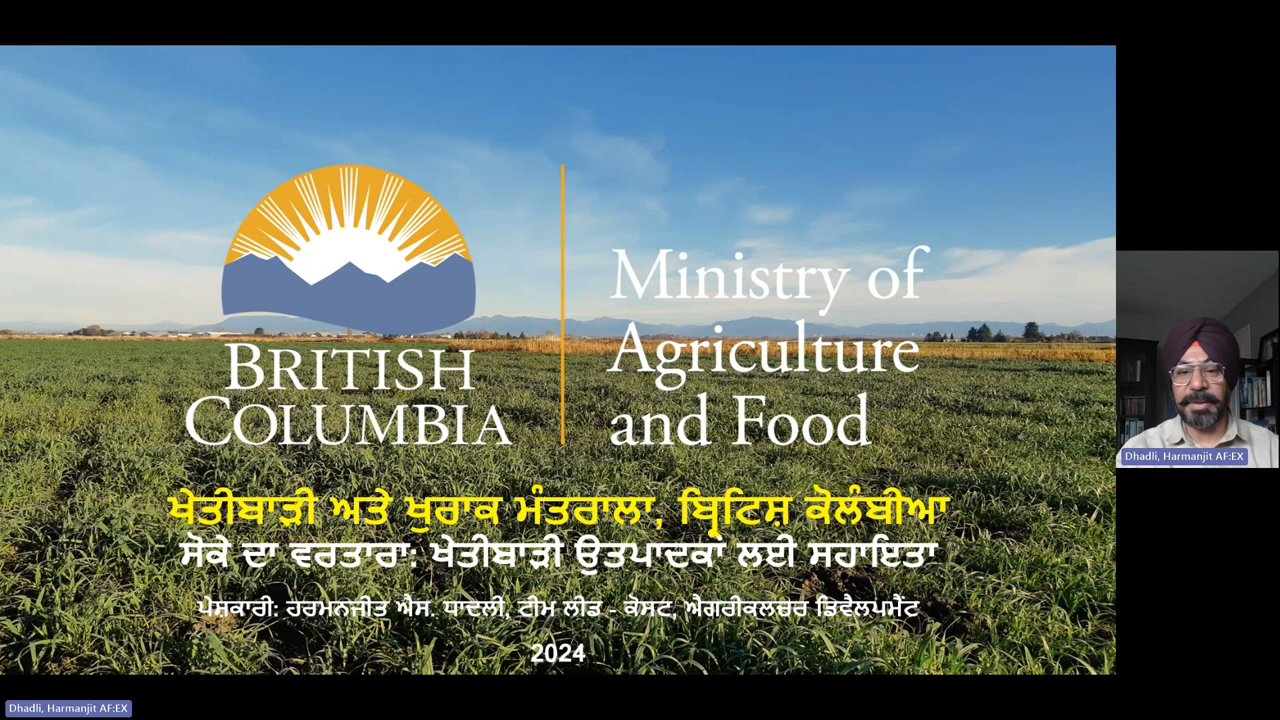 BRITISH
COLUMBIA
Ministry of
Agriculture
and Food
ਖੇਤੀਬਾੜੀ ਅਤੇ ਖੁਰਾਕ ਮੰਤਰਾਲਾ, ਬ੍ਰਿਟਿਸ਼ ਕੋਲੰਬੀਆ
ਸੋਕੇ ਦਾ ਵਰਤਾਰਾ: ਖੇਤੀਬਾੜੀ ਉਤਪਾਦਕਾਂ ਲਈ ਸਹਾਇਤਾ
ਪੇਸਕਾਰੀ: ਹਰਮਨਜੀਤ ਐਸ. ਧਾਦਲੀ, ਟੀਮ ਲੀਡ - ਕੋਸਟ, ਐਗਰੀਕਲਚਰ ਡਿਵੈਲਪਮੈਂਟ
2024
Dhadli, Harmanjit AF:EX
Dhadli, Harmanjit AF:EX